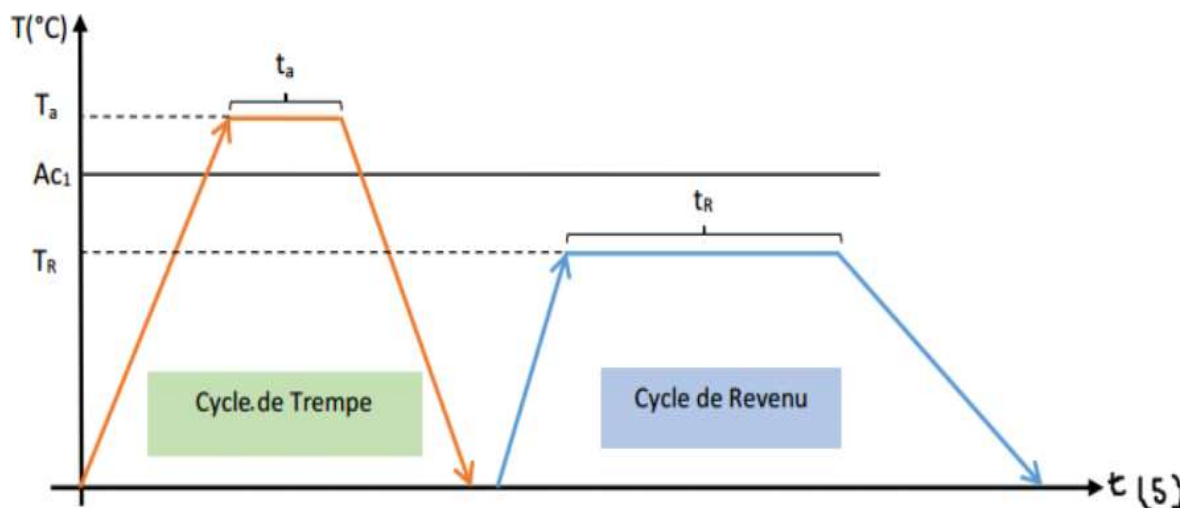 T(°C)
tₐ
Tₐ
Ac₁
t_R
T_R
Cycle de Trempe
Cycle de Revenu
t (s)